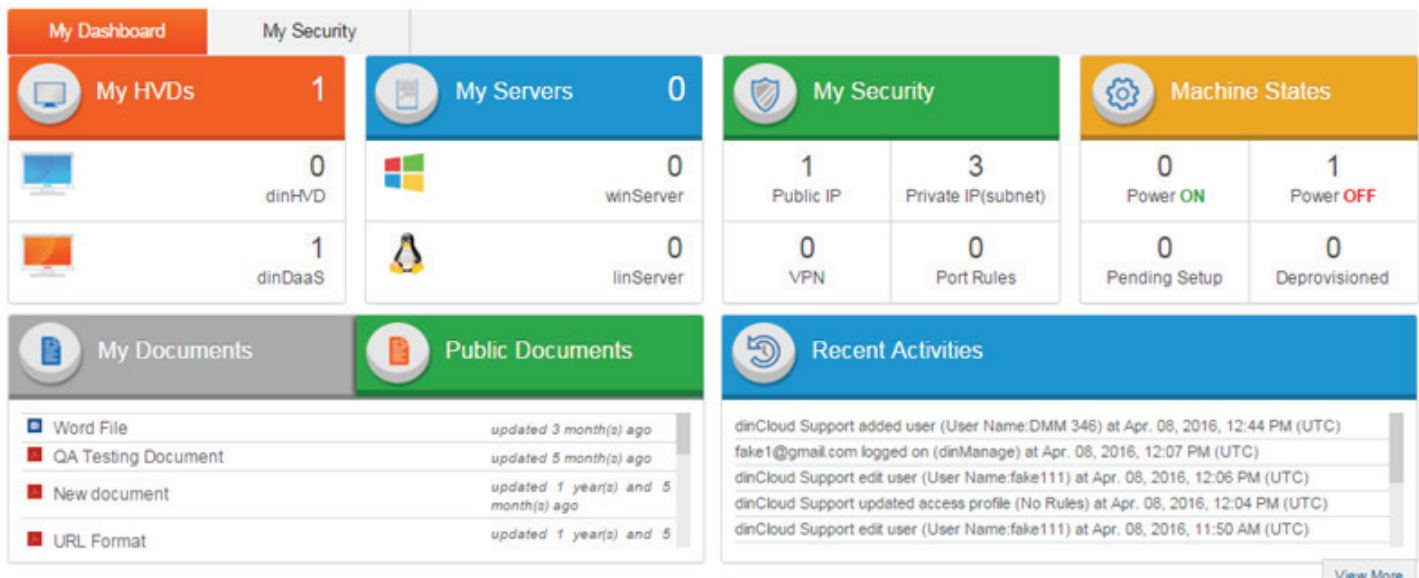 My Dashboard
My Security
My HVDs 1
0
dinHVD
1
dinDaaS
My Servers 0
0
winServer
0
linServer
My Security
1
Public IP
3
Private IP(subnet)
0
VPN
0
Port Rules
Machine States
0
Power ON
1
Power OFF
0
Pending Setup
0
Deprovisioned
My Documents
Public Documents
Word File updated 3 month(s) ago
QA Testing Document updated 5 month(s) ago
New document updated 1 year(s) and 5
month(s) ago
URL Format updated 1 year(s) and 5
Recent Activities
dinCloud Support added user (User Name:DMM 346) at Apr. 08, 2016, 12:44 PM (UTC)
fake1@gmail.com logged on (dinManage) at Apr. 08, 2016, 12:07 PM (UTC)
dinCloud Support edit user (User Name:fake111) at Apr. 08, 2016, 12:06 PM (UTC)
dinCloud Support updated access profile (No Rules) at Apr. 08, 2016, 12:04 PM (UTC)
dinCloud Support edit user (User Name:fake111) at Apr. 08, 2016, 11:50 AM (UTC)
View More